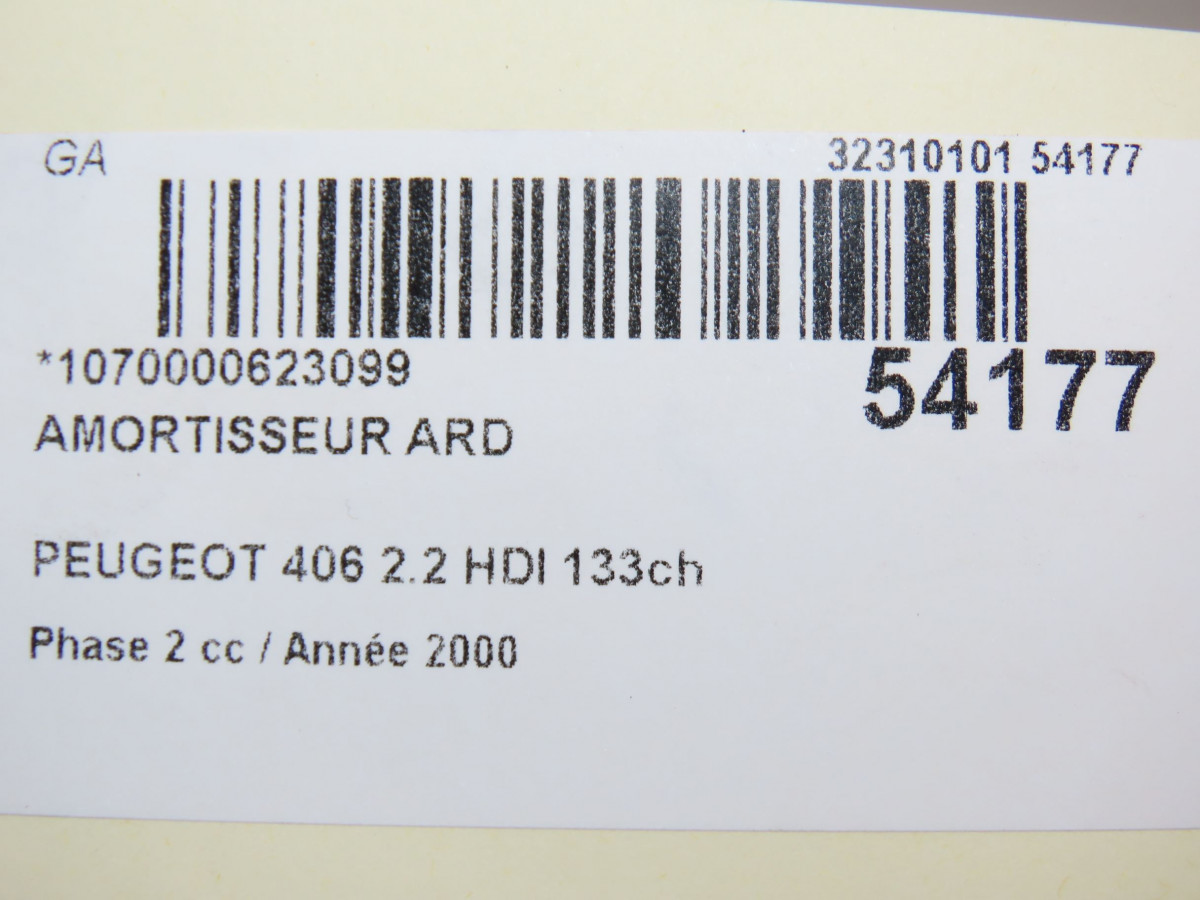 GA
32310101 54177
*1070000623099
54177
AMORTISSEUR ARD
PEUGEOT 406 2.2 HDI 133ch
Phase 2 cc / Année 2000